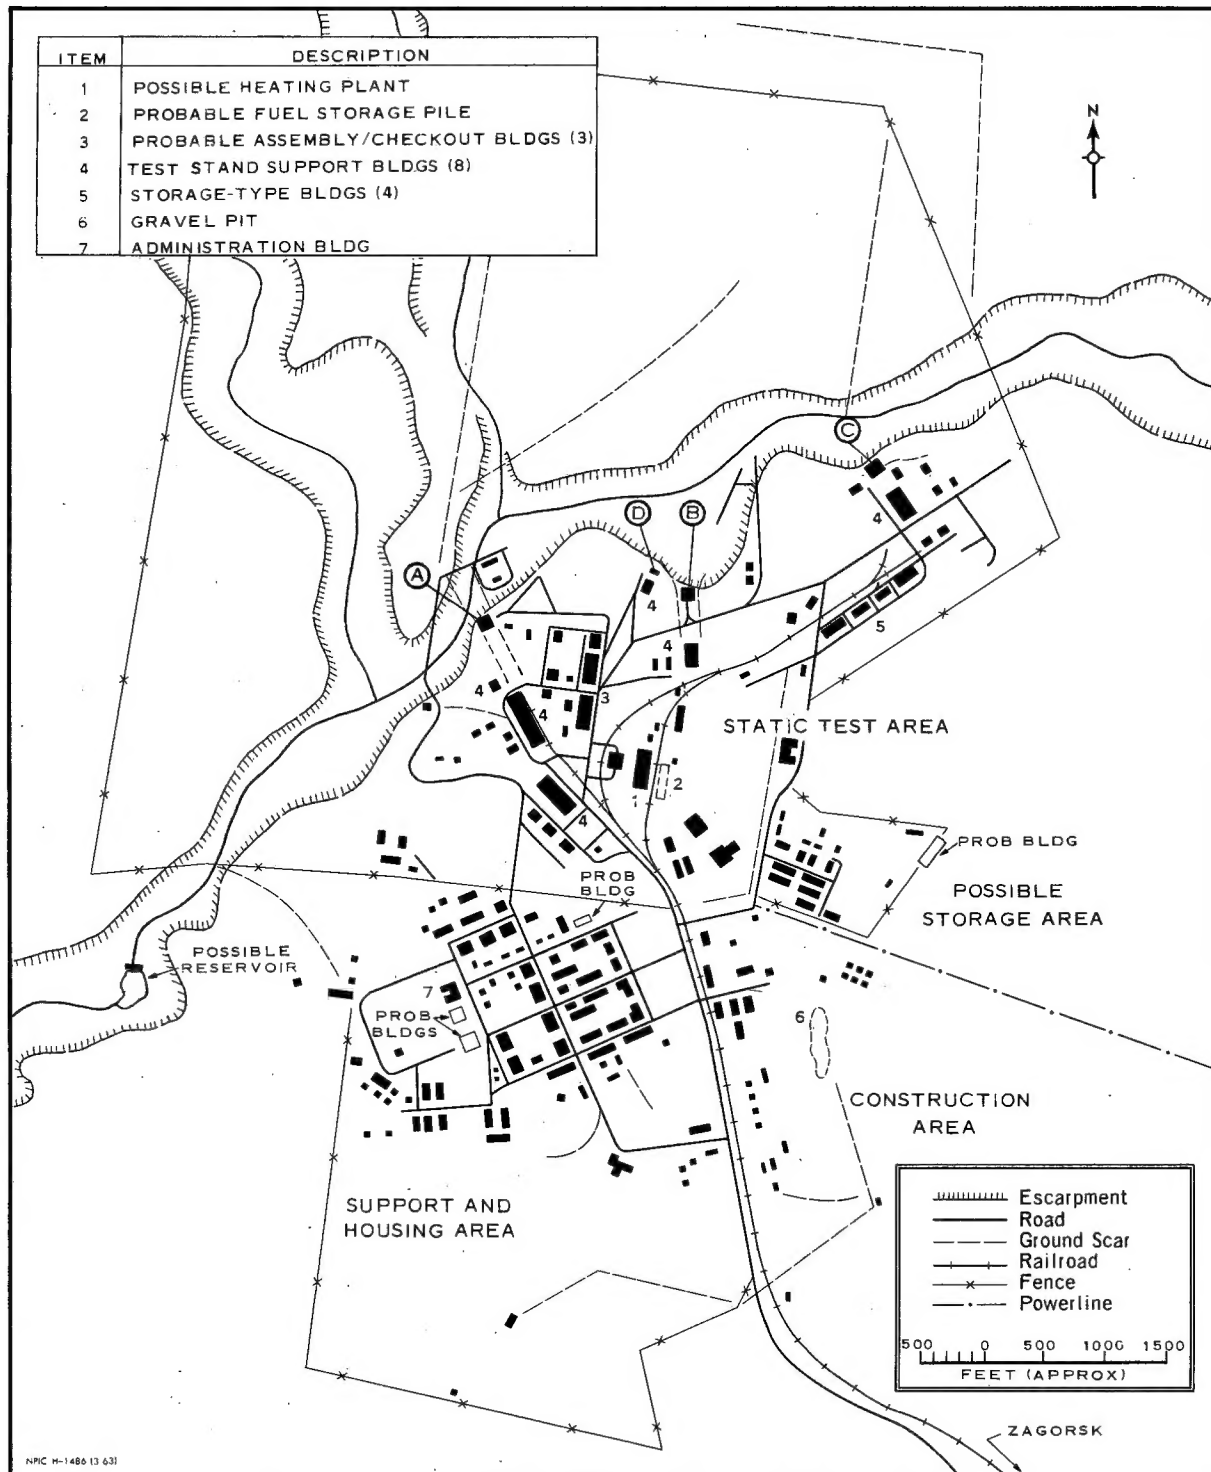 ITEM DESCRIPTION
1 POSSIBLE HEATING PLANT
2 PROBABLE FUEL STORAGE PILE
3 PROBABLE ASSEMBLY/CHECKOUT BLDGS (3)
4 TEST STAND SUPPORT BLDGS (8)
5 STORAGE-TYPE BLDGS (4)
6 GRAVEL PIT
7 ADMINISTRATION BLDG
N
C
D B
4
A
4
5
4
4
3
4
STATIC TEST AREA
2
1
4
PROB BLDG
PROB
BLDG
POSSIBLE
STORAGE AREA
POSSIBLE
RESERVOIR
7
PROB
BLDGS
6
CONSTRUCTION
AREA
SUPPORT AND
HOUSING AREA
Escarpment
Road
Ground Scar
Railroad
Fence
Powerline
500 0 500 1000 1500
FEET (APPROX)
ZAGORSK
NPIC H-1486 (3 63)